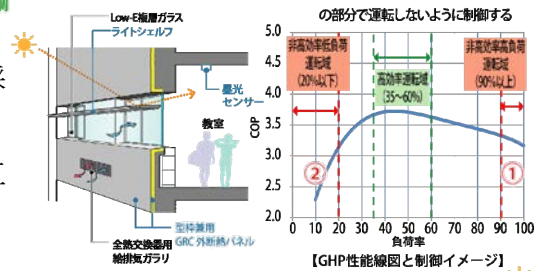 Low-E複層ガラス
ライトシェルフ
昼光
センサー
教室
型枠兼用
GRC外断熱パネル
全熱交換器用
給排気ガラリ
の部分で運転しないように制御する
非高効率低負荷
運転域
(20%以下)
高効率運転域
(35~60%)
非高効率高負荷
運転域
(90%以上)
COP
5.0
4.5
4.0
3.5
3.0
2.5
2.0
②
①
0 10 20 30 40 50 60 70 80 90 100
負荷率
【GHP性能線図と制御イメージ】